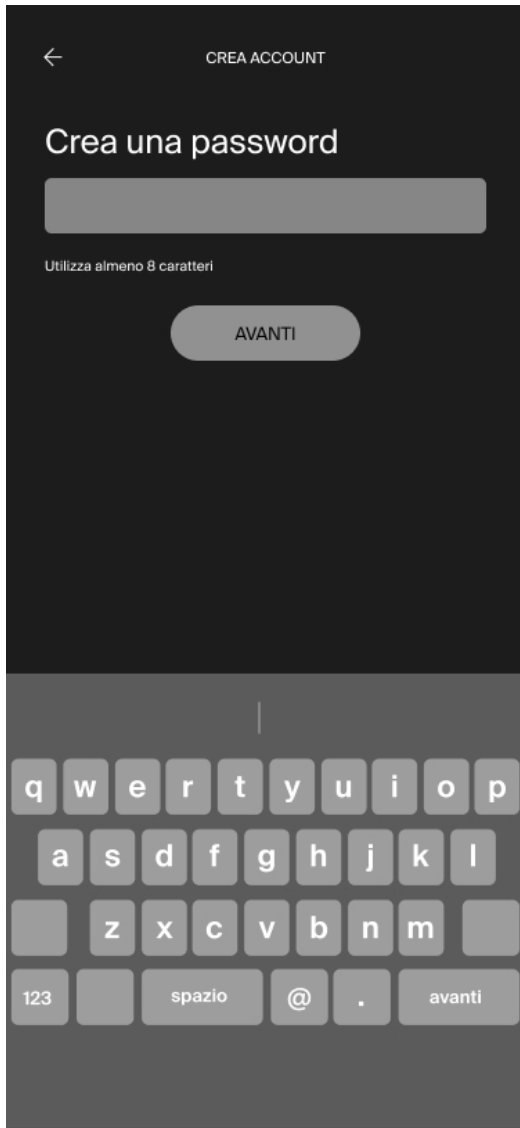 CREA ACCOUNT
Crea una password
Utilizza almeno 8 caratteri
AVANTI
q w e r t y u i o p
a s d f g h j k l
z x c v b n m
123 spazio @ . avanti